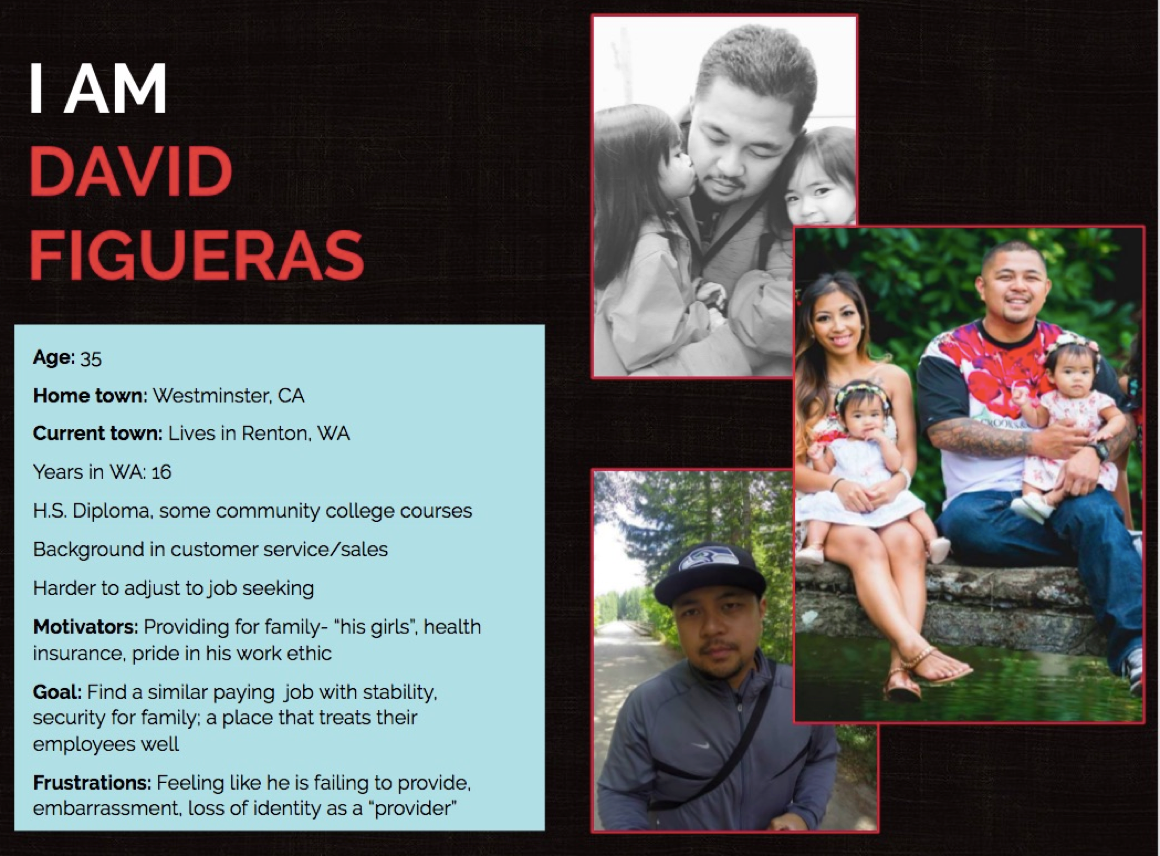 I AM
DAVID
FIGUERAS
Age: 35
Home town: Westminster, CA
Current town: Lives in Renton, WA
Years in WA: 16
H.S. Diploma, some community college courses
Background in customer service/sales
Harder to adjust to job seeking
Motivators: Providing for family- “his girls”, health
insurance, pride in his work ethic
Goal: Find a similar paying  job with stability,
security for family; a place that treats their
employees well
Frustrations: Feeling like he is failing to provide,
embarrassment, loss of identity as a “provider”